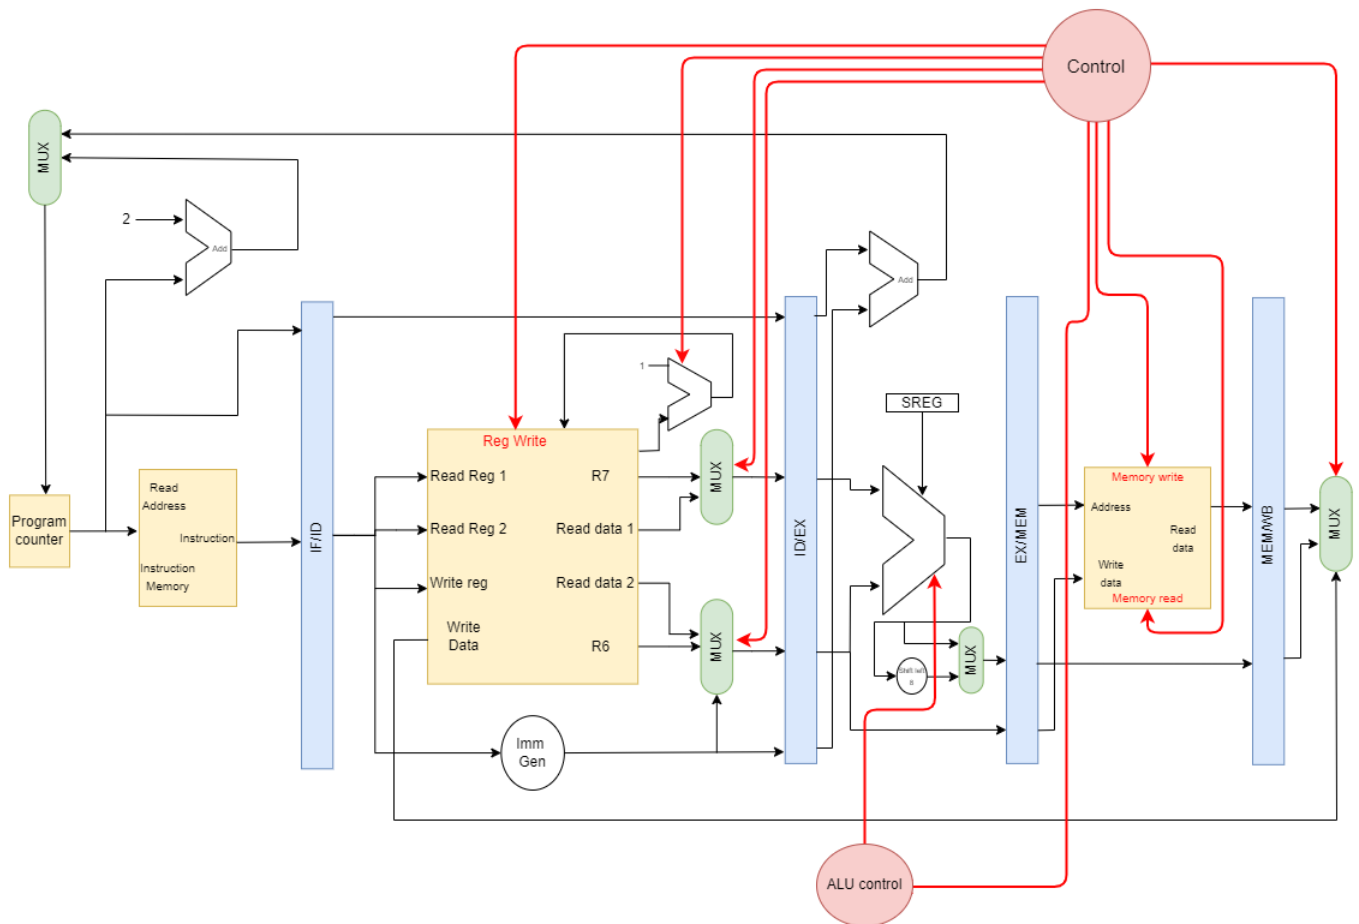 Control
MUX
2
Add
Add
1
SREG
Reg Write
Read Reg 1
R7
MUX
Read Reg 2
Read data 1
Write reg
Read data 2
Write
Data
R6
MUX
Program
counter
Read
Address
Instruction
Instruction
Memory
IF/ID
ID/EX
EX/MEM
MEM/WB
Memory write
Address
Read
data
Write
data
Memory read
MUX
Shift left
8
MUX
Imm
Gen
ALU control